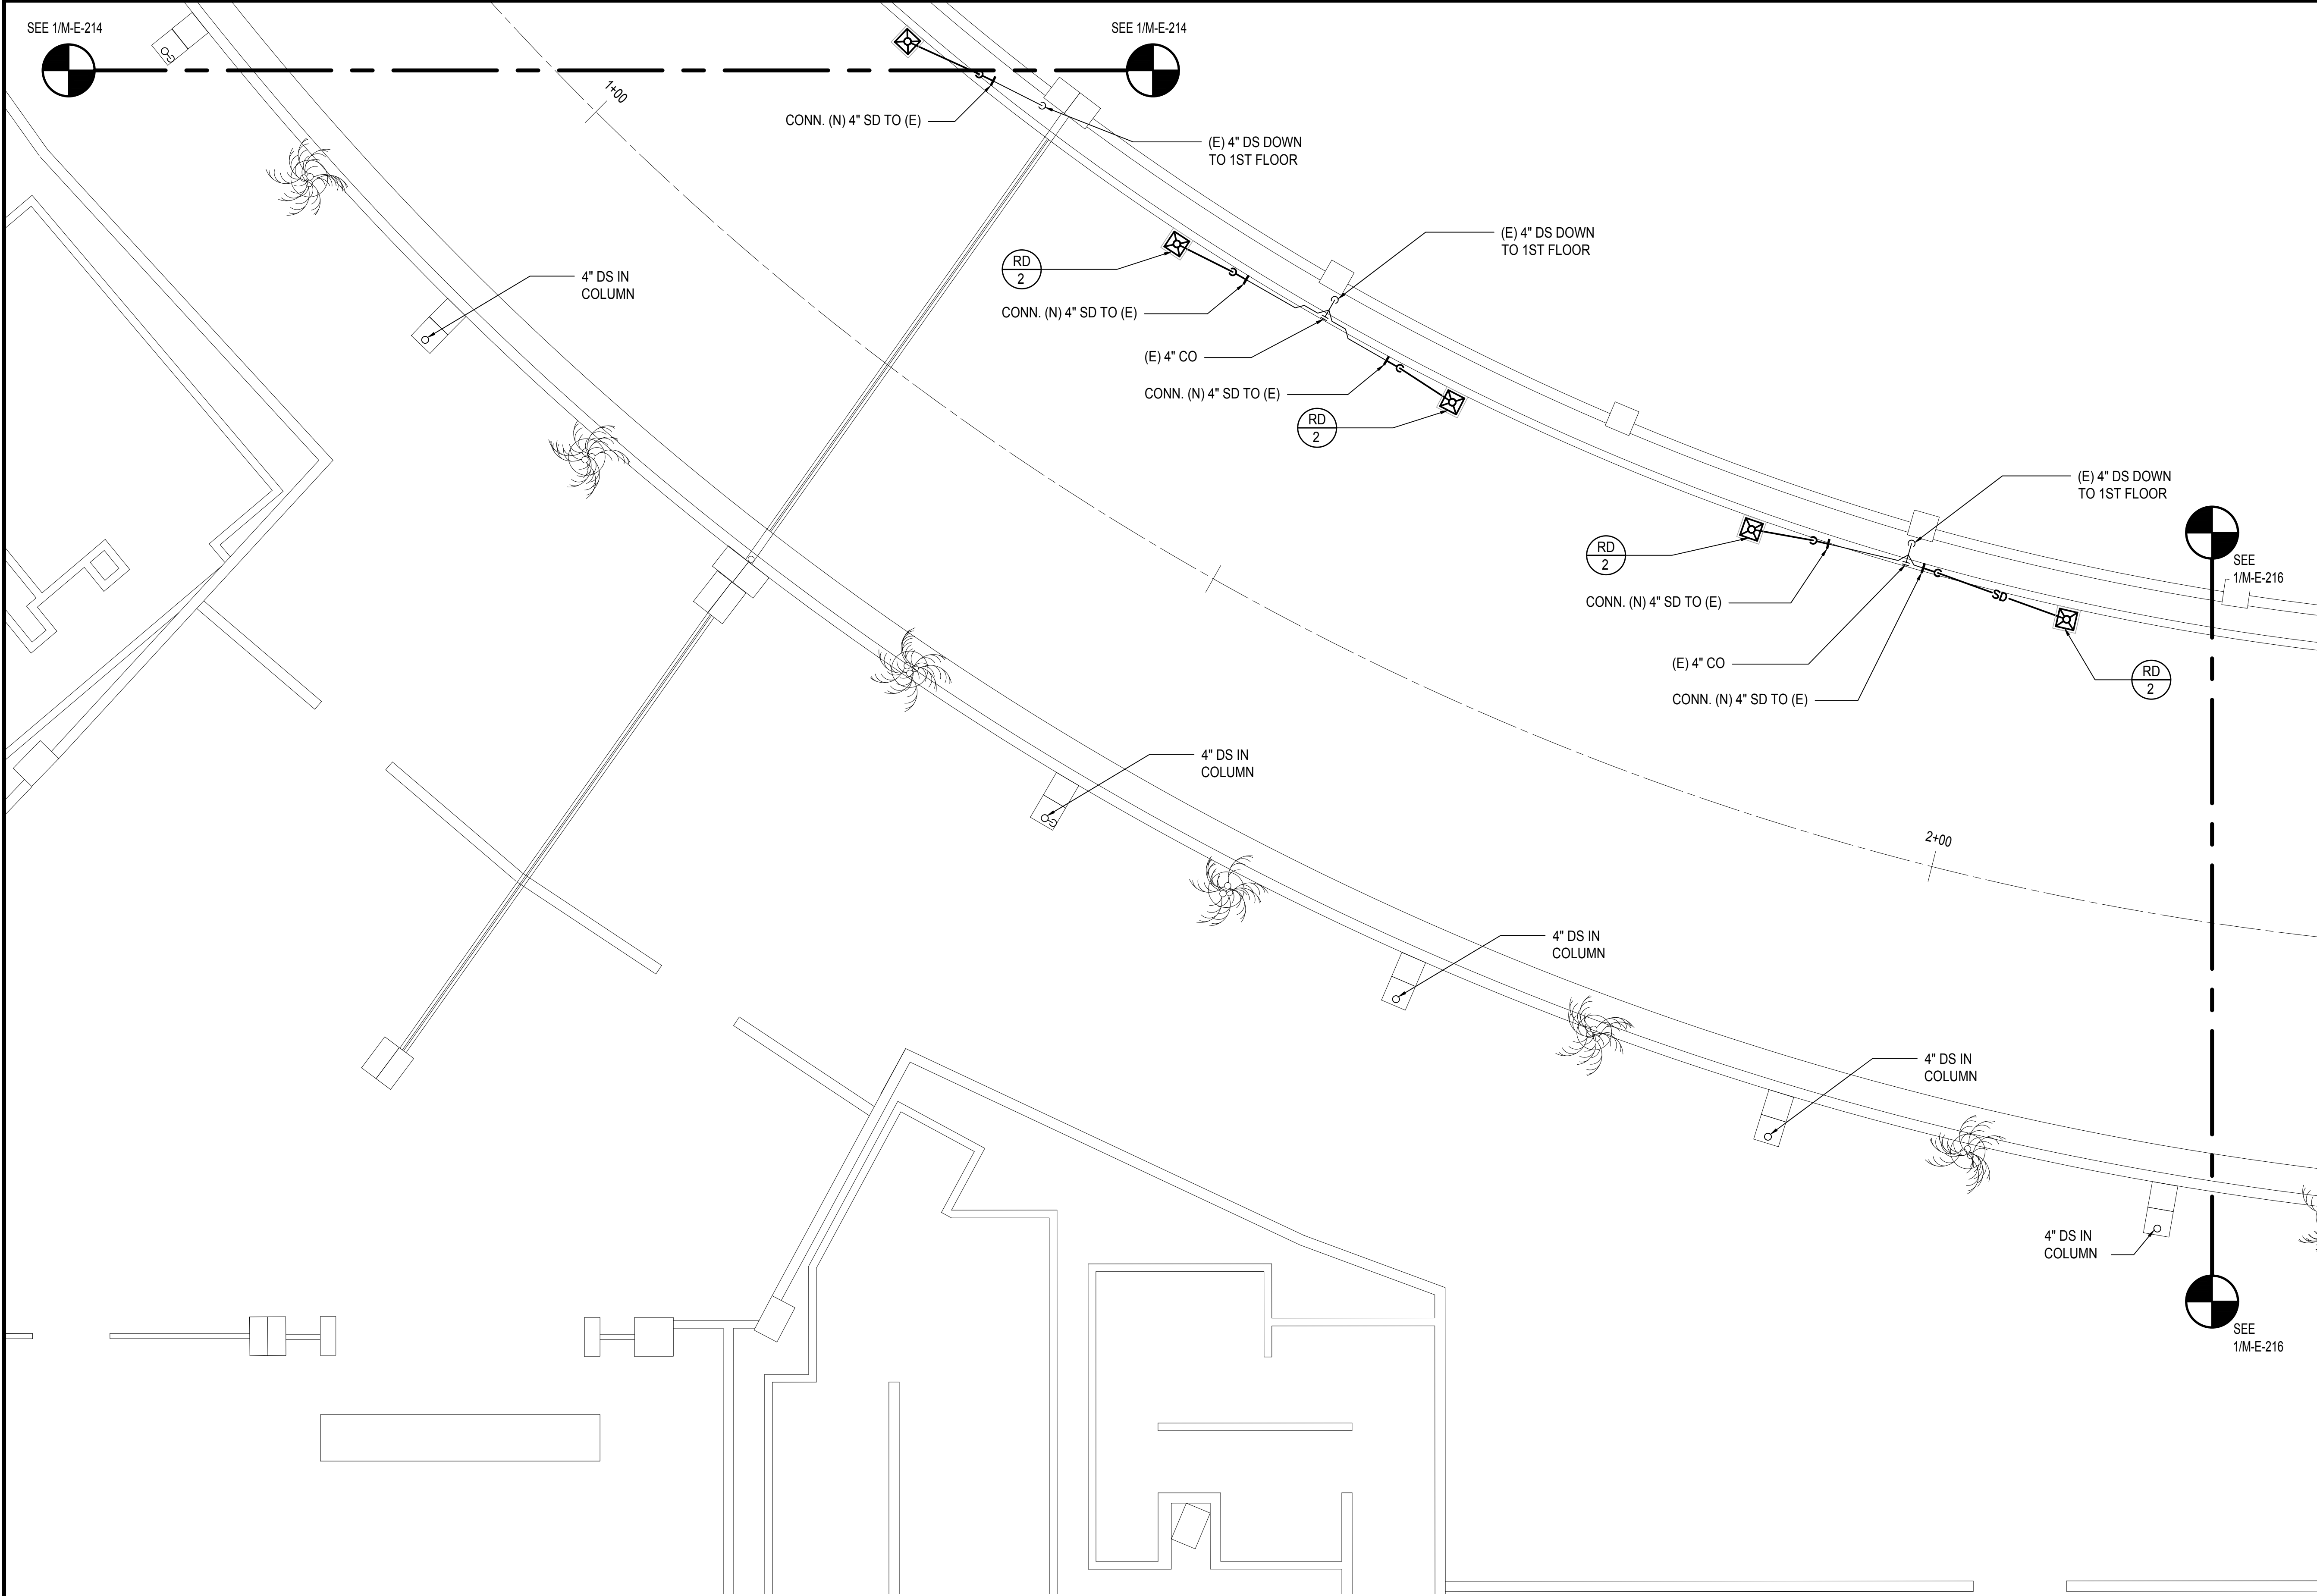 SEE 1/M-E-214
SEE 1/M-E-214
1+00
CONN. (N) 4" SD TO (E)
(E) 4" DS DOWN
TO 1ST FLOOR
(E) 4" DS DOWN
TO 1ST FLOOR
RD
2
4" DS IN
COLUMN
CONN. (N) 4" SD TO (E)
(E) 4" CO
CONN. (N) 4" SD TO (E)
RD
2
(E) 4" DS DOWN
TO 1ST FLOOR
RD
2
SEE
1/M-E-216
CONN. (N) 4" SD TO (E)
SD
(E) 4" CO
RD
2
CONN. (N) 4" SD TO (E)
4" DS IN
COLUMN
2+00
4" DS IN
COLUMN
4" DS IN
COLUMN
4" DS IN
COLUMN
SEE
1/M-E-216